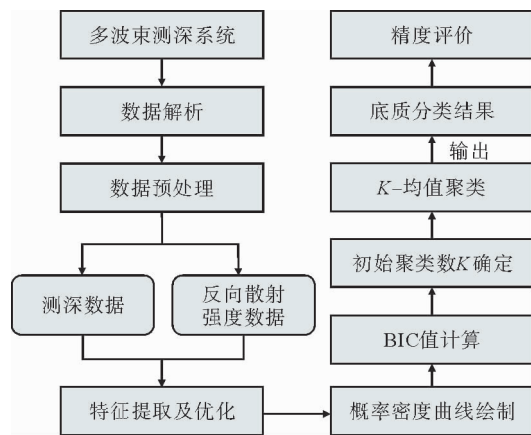 多波束测深系统
数据解析
数据预处理
测深数据
反向散射
强度数据
特征提取及优化
概率密度曲线绘制
BIC值计算
初始聚类数K确定
K-均值聚类
输出
底质分类结果
精度评价